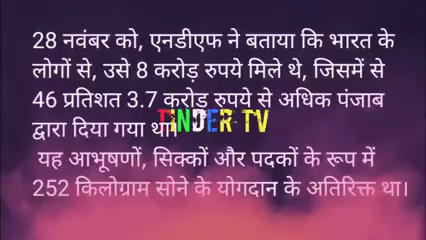 28 नवंबर को, एनडीएफ ने बताया कि भारत के
लोगों से, उसे 8 करोड़ रुपये मिले थे, जिसमें से
46 प्रतिशत 3.7 करोड़ रुपये से अधिक पंजाब
द्वारा दिया गया था।
TINDER TV
यह आभूषणों, सिक्कों और पदकों के रूप में
252 किलोग्राम सोने के योगदान के अतिरिक्त था।